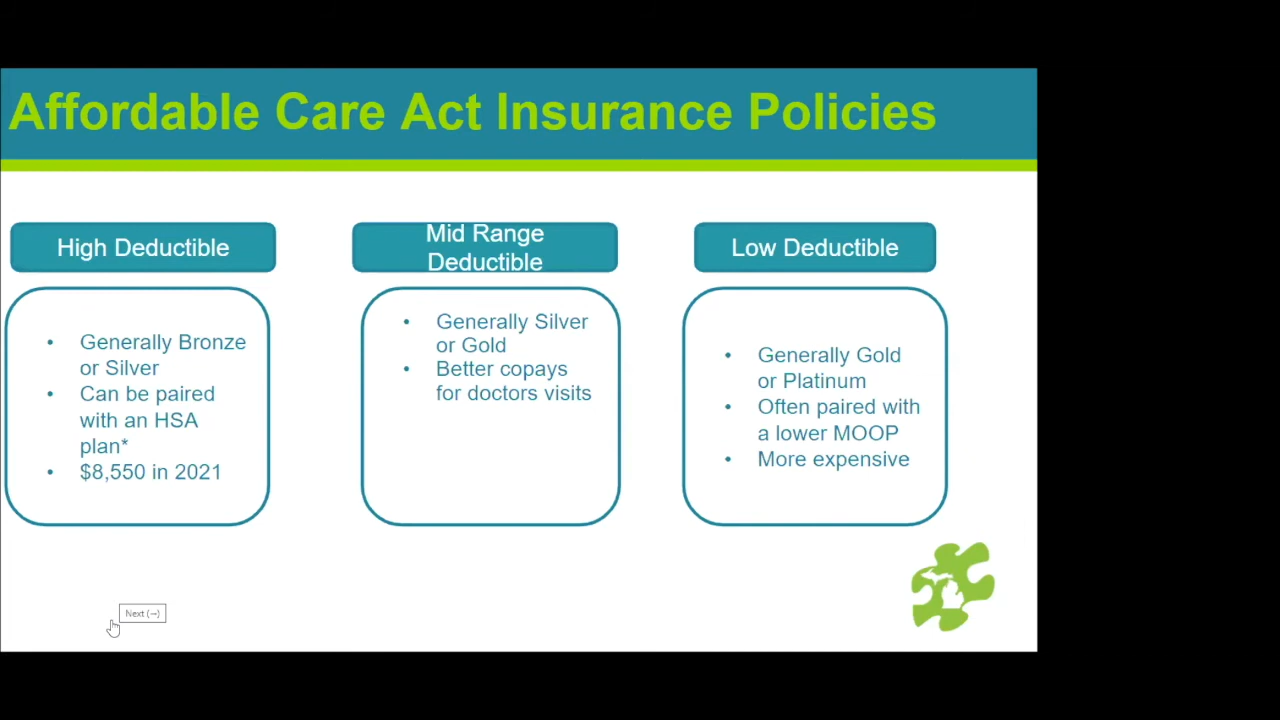 Affordable Care Act Insurance Policies
High Deductible
• Generally Bronze
or Silver
• Can be paired
with an HSA
plan*
• $8,550 in 2021
Mid Range
Deductible
• Generally Silver
or Gold
• Better copays
for doctors visits
Low Deductible
• Generally Gold
or Platinum
• Often paired with
a lower MOOP
• More expensive
Next (→)